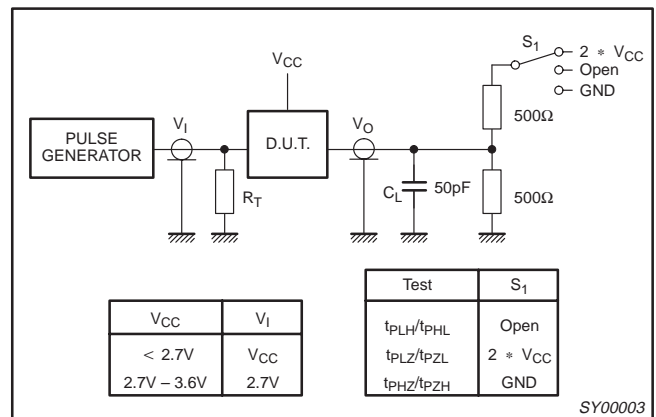 S1
2 * VCC
Open
GND
VCC
500Ω
PULSE GENERATOR
VI
D.U.T.
VO
RT
CL
50pF
500Ω
VCC VI
< 2.7V VCC
2.7V – 3.6V 2.7V
Test S1
tPLH/tPHL Open
tPLZ/tPZL 2 * VCC
tPHZ/tPZH GND
SY00003